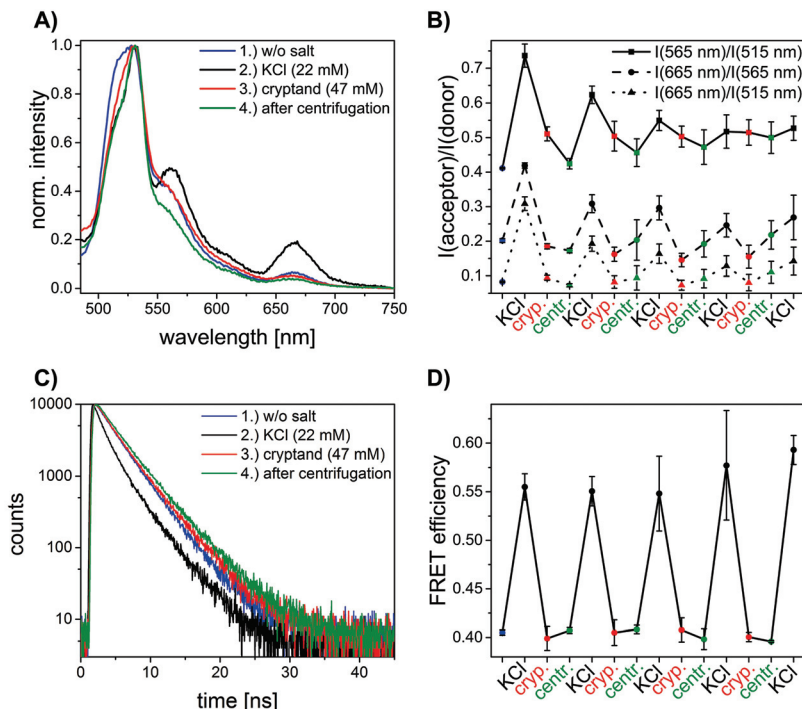 A)
1.) w/o salt
2.) KCl (22 mM)
3.) cryptand (47 mM)
4.) after centrifugation
norm. intensity
1.0
0.8
0.6
0.4
0.2
0.0
500 550 600 650 700 750
wavelength [nm]
B)
I(565 nm)/I(515 nm)
I(665 nm)/I(565 nm)
I(665 nm)/I(515 nm)
I(acceptor)/I(donor)
0.7
0.6
0.5
0.4
0.3
0.2
0.1
KCl cryp. centr. KCl cryp. centr. KCl cryp. centr. KCl cryp. centr. KCl
C)
1.) w/o salt
2.) KCl (22 mM)
3.) cryptand (47 mM)
4.) after centrifugation
counts
10000
1000
100
10
0 10 20 30 40
time [ns]
D)
FRET efficiency
0.60
0.55
0.50
0.45
0.40
KCl cryp. centr. KCl cryp. centr. KCl cryp. centr. KCl cryp. centr. KCl